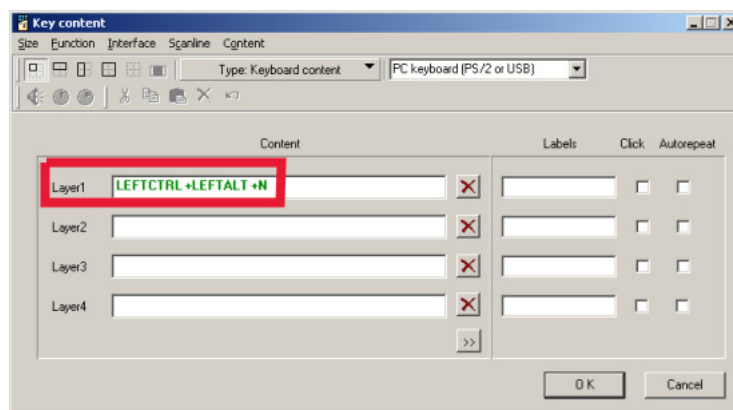 Key content
Size Function Interface Scanline Content
Type: Keyboard content PC keyboard (PS/2 or USB)
Content Labels Click Autorepeat
Layer1 LEFTCTRL +LEFTALT +N
Layer2
Layer3
Layer4
>>
OK Cancel